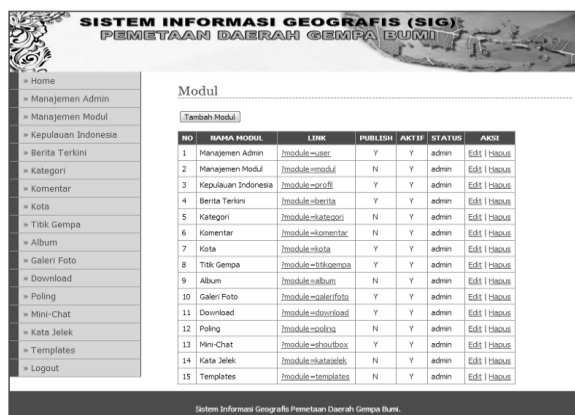 SISTEM INFORMASI GEOGRAFIS (SIG)
PEMETAAN DAERAH GEMPA BUMI
» Home
» Manajemen Admin
» Manajemen Modul
» Kepulauan Indonesia
» Berita Terkini
» Kategori
» Komentar
» Kota
» Titik Gempa
» Album
» Galeri Foto
» Download
» Poling
» Mini-Chat
» Kata Jelek
» Templates
» Logout
Modul
Tambah Modul
NO NAMA MODUL LINK PUBLISH AKTIF STATUS AKSI
1 Manajemen Admin ?module=user Y Y admin Edit | Hapus
2 Manajemen Modul ?module=modul N Y admin Edit | Hapus
3 Kepulauan Indonesia ?module=profil Y Y admin Edit | Hapus
4 Berita Terkini ?module=berita Y Y admin Edit | Hapus
5 Kategori ?module=kategori N Y admin Edit | Hapus
6 Komentar ?module=komentar N Y admin Edit | Hapus
7 Kota ?module=kota Y Y admin Edit | Hapus
8 Titik Gempa ?module=titikgempa Y Y admin Edit | Hapus
9 Album ?module=album N Y admin Edit | Hapus
10 Galeri Foto ?module=galerifoto Y Y admin Edit | Hapus
11 Download ?module=download Y Y admin Edit | Hapus
12 Poling ?module=poling N Y admin Edit | Hapus
13 Mini-Chat ?module=shoutbox Y Y admin Edit | Hapus
14 Kata Jelek ?module=katajelek N Y admin Edit | Hapus
15 Templates ?module=templates N Y admin Edit | Hapus
Sistem Informasi Geografis Pemetaan Daerah Gempa Bumi.